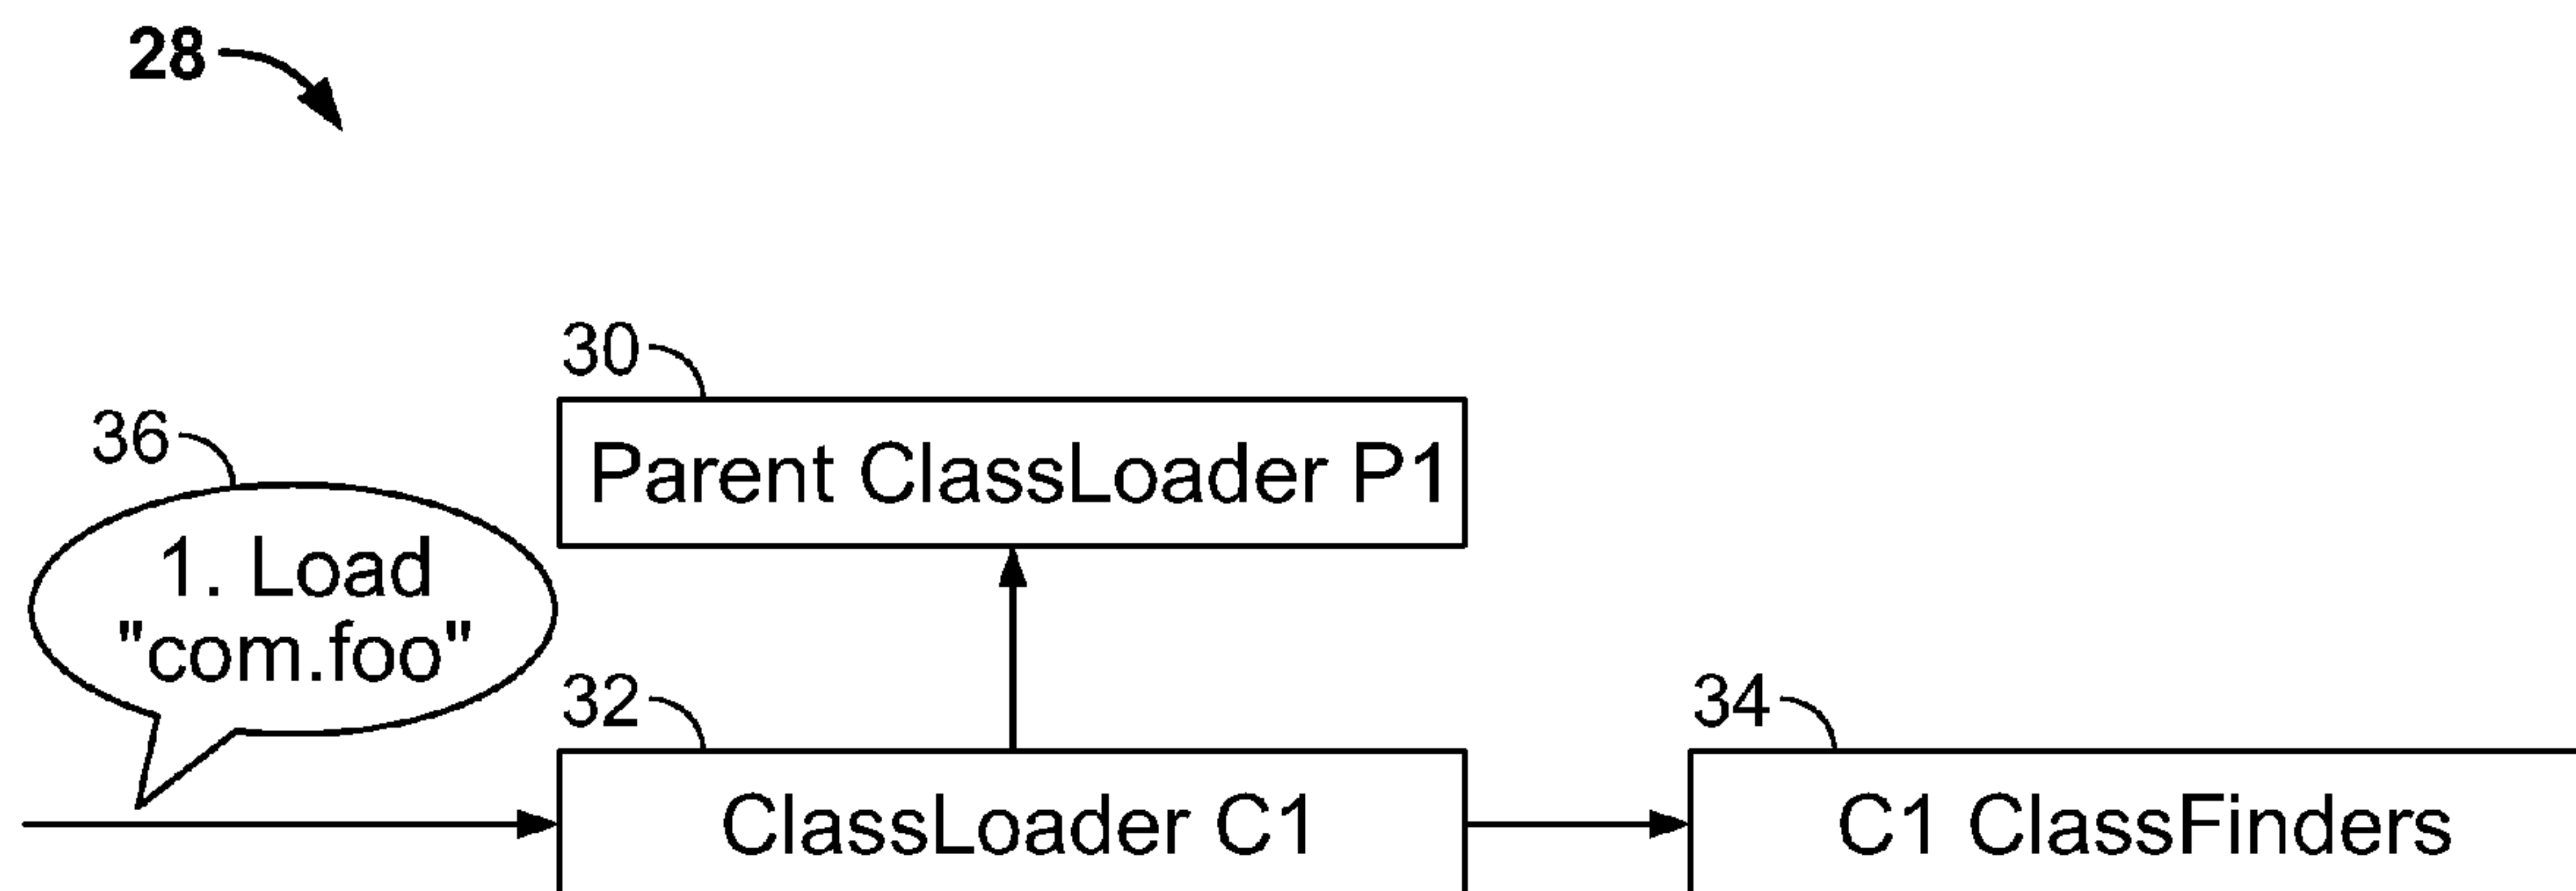 28
30
Parent ClassLoader P1
36
1. Load
"com.foo"
32
ClassLoader C1
34
C1 ClassFinders